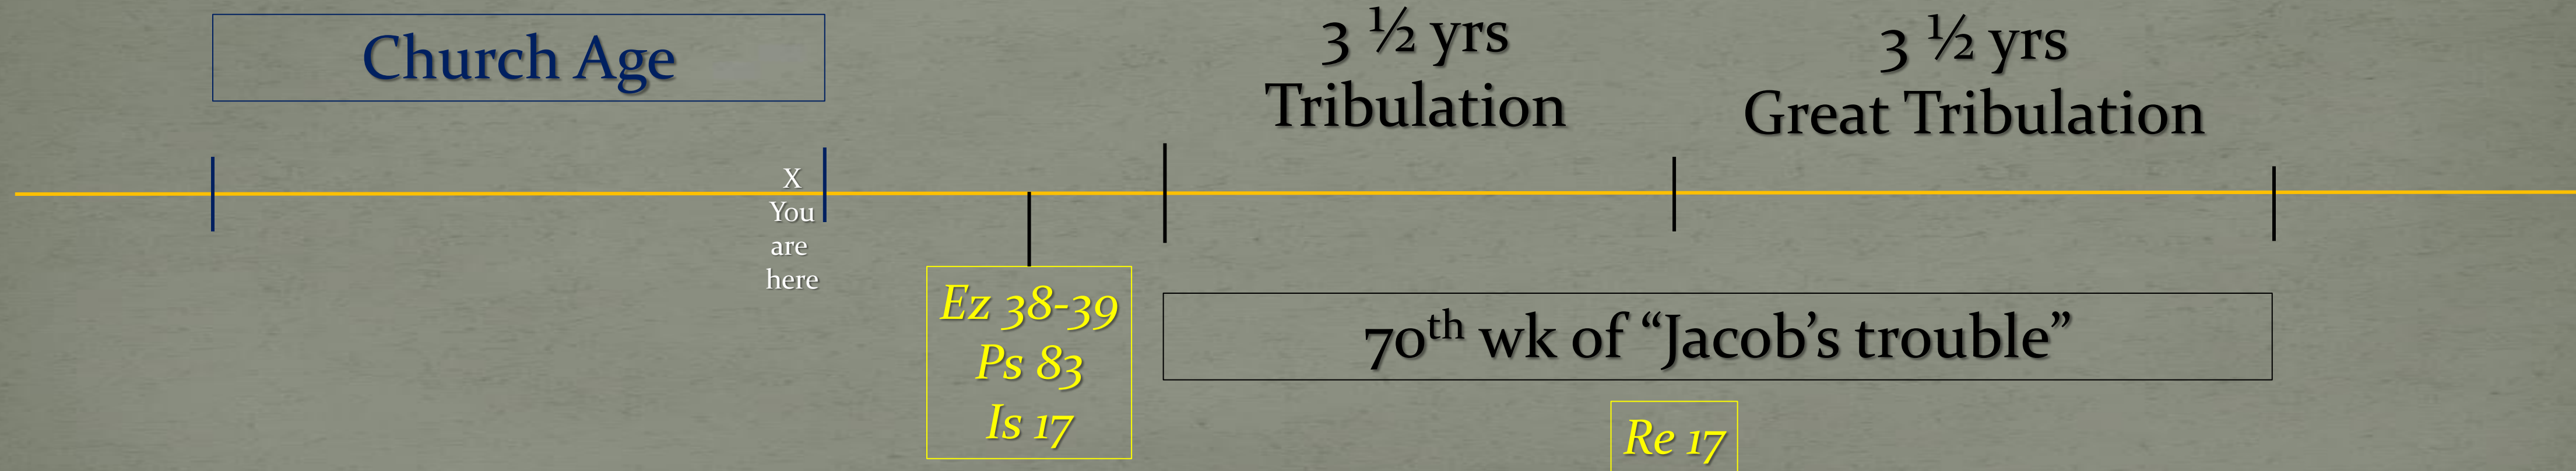 Church Age
3 ½ yrs
Tribulation
3 ½ yrs
Great Tribulation
X
You
are
here
Ez 38-39
Ps 83
Is 17
70th wk of “Jacob’s trouble”
Re 17